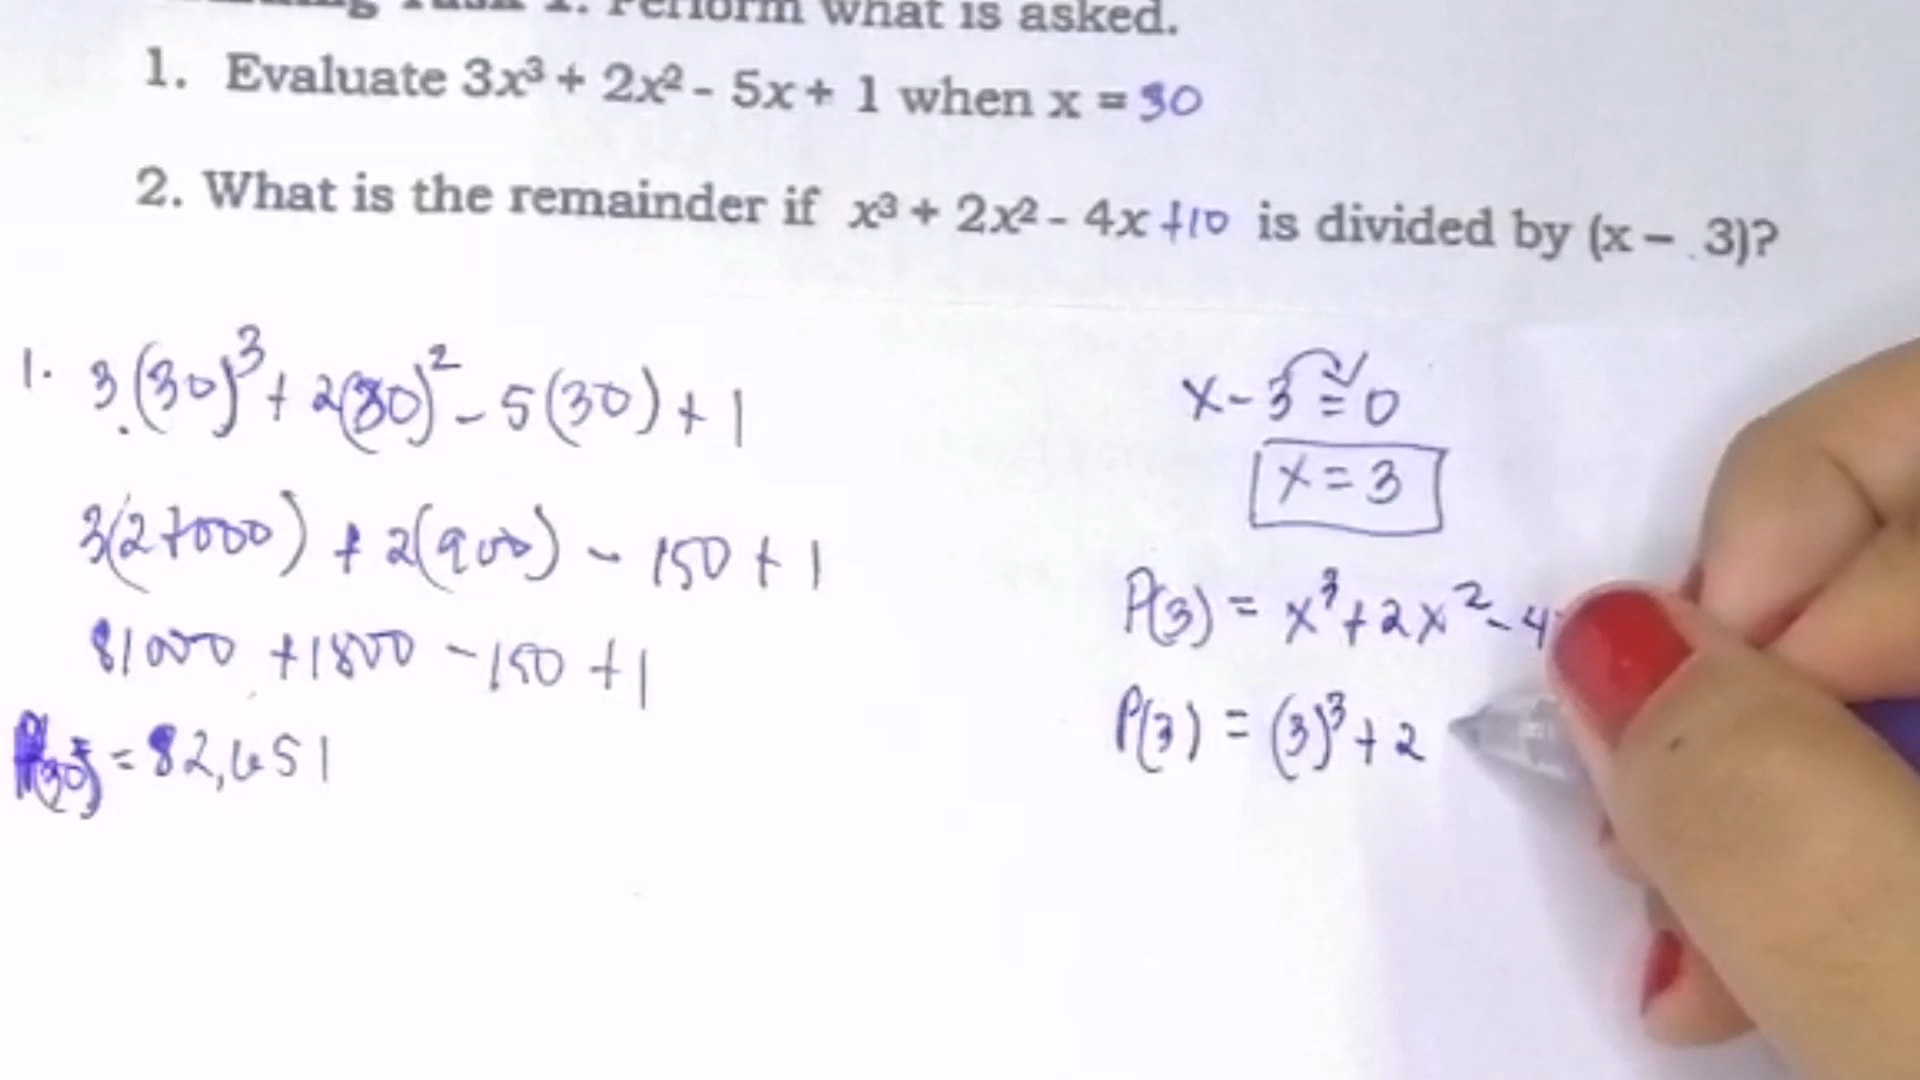 Task 1. Perform what is asked.
1. Evaluate 3x³ + 2x² - 5x + 1 when x = 30
2. What is the remainder if x³ + 2x² - 4x +10 is divided by (x - 3)?
1. 3(30)³ + 2(30)² - 5(30) + 1
3(27000) + 2(900) - 150 + 1
81000 + 1800 - 150 + 1
P(30) = 82,651
x - 3 = 0
x = 3
P(3) = x³ + 2x² - 4
P(3) = (3)³ + 2